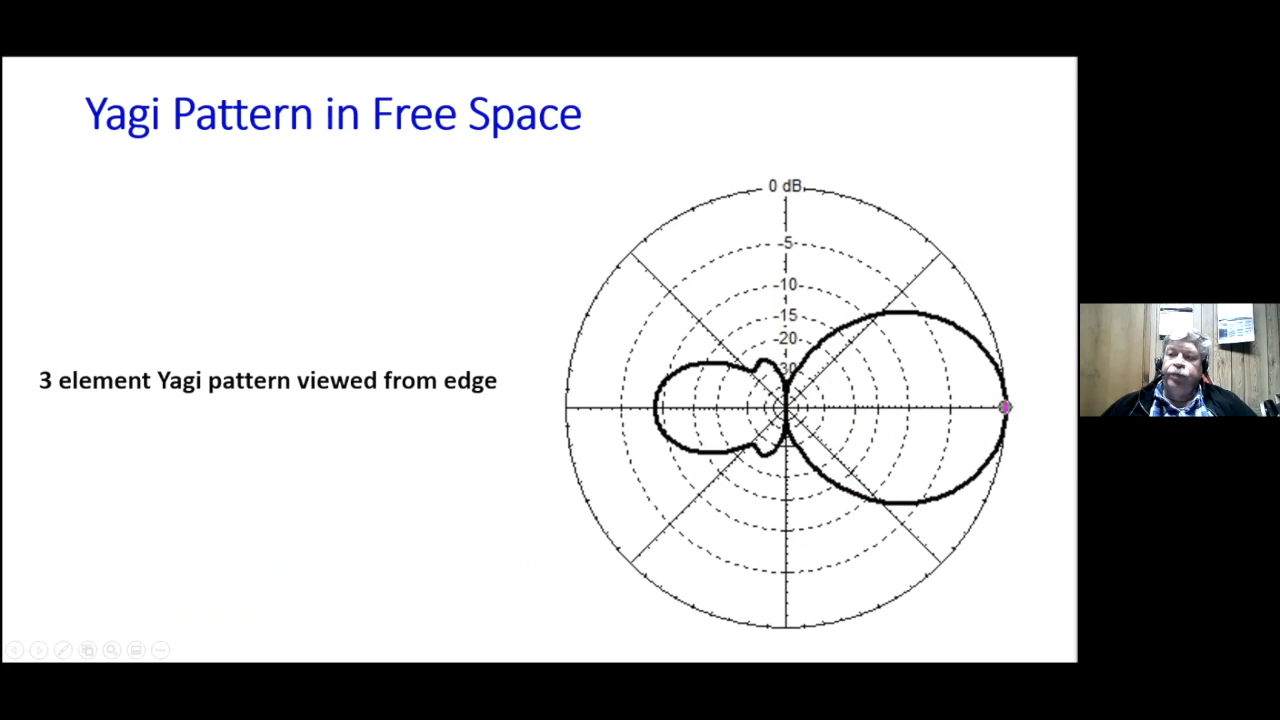 Yagi Pattern in Free Space
0 dB
-5
-10
-15
-20
30
3 element Yagi pattern viewed from edge